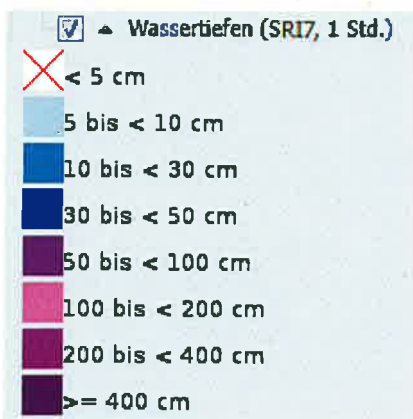 Wassertiefen (SRI7, 1 Std.)
< 5 cm
5 bis < 10 cm
10 bis < 30 cm
30 bis < 50 cm
50 bis < 100 cm
100 bis < 200 cm
200 bis < 400 cm
>= 400 cm